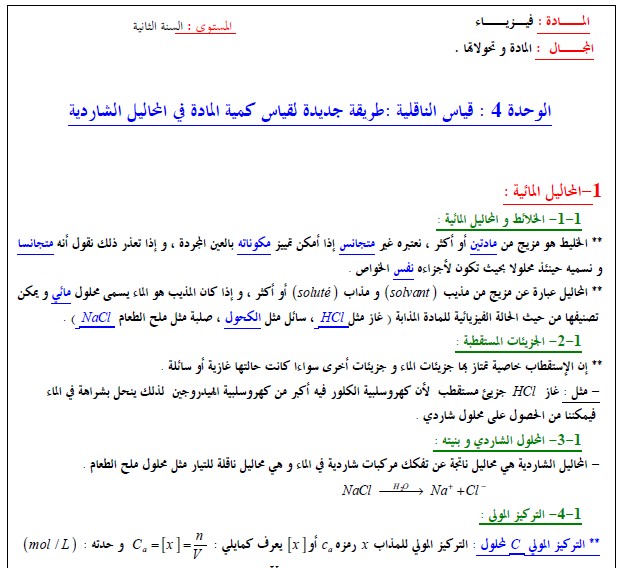 المــــــادة : فيــزيــــاء
المستوى : السنة الثانية
المجـــال : المادة و تحولاتها .
الوحدة 4 : قياس الناقلية :طريقة جديدة لقياس كمية المادة في المحاليل الشاردية
1-المحاليل المائية :
1-1- الخلائط و المحاليل المائية :
** الخليط هو مزيج من مادتين أو أكثر ، نعتبره غير متجانس إذا أمكن تمييز مكوناته بالعين المجردة ، و إذا تعذر ذلك نقول أنه متجانسا
و نسميه حينئذ محلولا بحيث تكون لأجزاءه نفس الخواص .
** المحاليل عبارة عن مزيج من مذيب (solvant) و مذاب (soluté) أو أكثر ، و إذا كان المذيب هو الماء يسمى محلول مائي و يمكن
تصنيفها من حيث الحالة الفيزيائية للمادة المذابة ( غاز مثل HCl ، سائل مثل الكحول ، صلبة مثل ملح الطعام NaCl ) .
1-2- الجزيئات المستقطبة :
** إن الإستقطاب خاصية تمتاز بها جزيئات الماء و جزيئات أخرى سواءا كانت حالتها غازية أو سائلة .
– مثل : غاز HCl جزيئ مستقطب لأن كهروسلبية الكلور فيه أكبر من كهروسلبية الهيدروجين لذلك ينحل بشراهة في الماء
فيمكننا من الحصول على محلول شاردي .
1-3- المحلول الشاردي و بنيته :
– المحاليل الشاردية هي محاليل ناتجة عن تفكك مركبات شاردية في الماء و هي محاليل ناقلة للتيار مثل محلول ملح الطعام .
NaCl ⟶(H₂O) Na⁺ + Cl⁻
1-4- التركيز المولي :
** التركيز المولي C لمحلول : التركيز المولي للمذاب x رمزه cₐ أو [x] يعرف كمايلي : Cₐ = [x] = n/V و حدته : (mol / L)